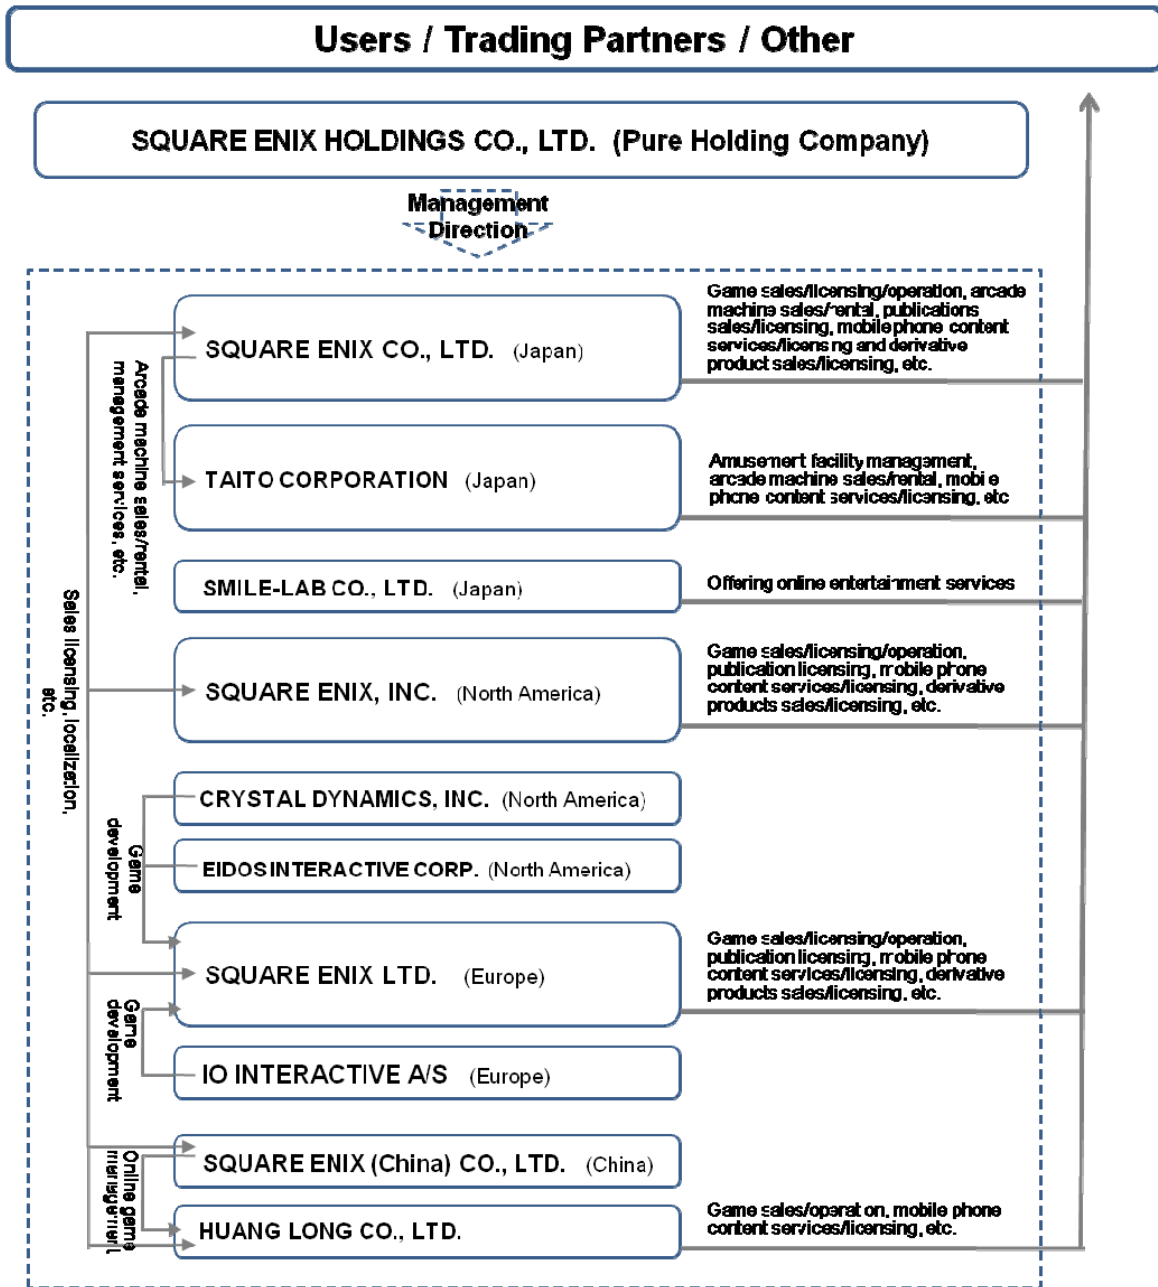 Users / Trading Partners / Other
SQUARE ENIX HOLDINGS CO., LTD. (Pure Holding Company)
Management
Direction
Game sales/licensing/operation, arcade
machine sales/rental, publications
sales/licensing, mobile phone content
services/licensing and derivative
product sales/licensing, etc.
SQUARE ENIX CO., LTD. (Japan)
Arcade machine sales/rental,
management services, etc.
TAITO CORPORATION (Japan)
Amusement facility management,
arcade machine sales/rental, mobile
phone content services/licensing, etc
SMILE-LAB CO., LTD. (Japan)
Offering online entertainment services
Sales licensing, localization,
etc.
SQUARE ENIX, INC. (North America)
Game sales/licensing/operation,
publication licensing, mobile phone
content services/licensing, derivative
products sales/licensing, etc.
CRYSTAL DYNAMICS, INC. (North America)
Game
development
EIDOS INTERACTIVE CORP. (North America)
SQUARE ENIX LTD. (Europe)
Game sales/licensing/operation,
publication licensing, mobile phone
content services/licensing, derivative
products sales/licensing, etc.
Game
development
IO INTERACTIVE A/S (Europe)
SQUARE ENIX (China) CO., LTD. (China)
Online game
management
HUANG LONG CO., LTD.
Game sales/operation, mobile phone
content services/licensing, etc.